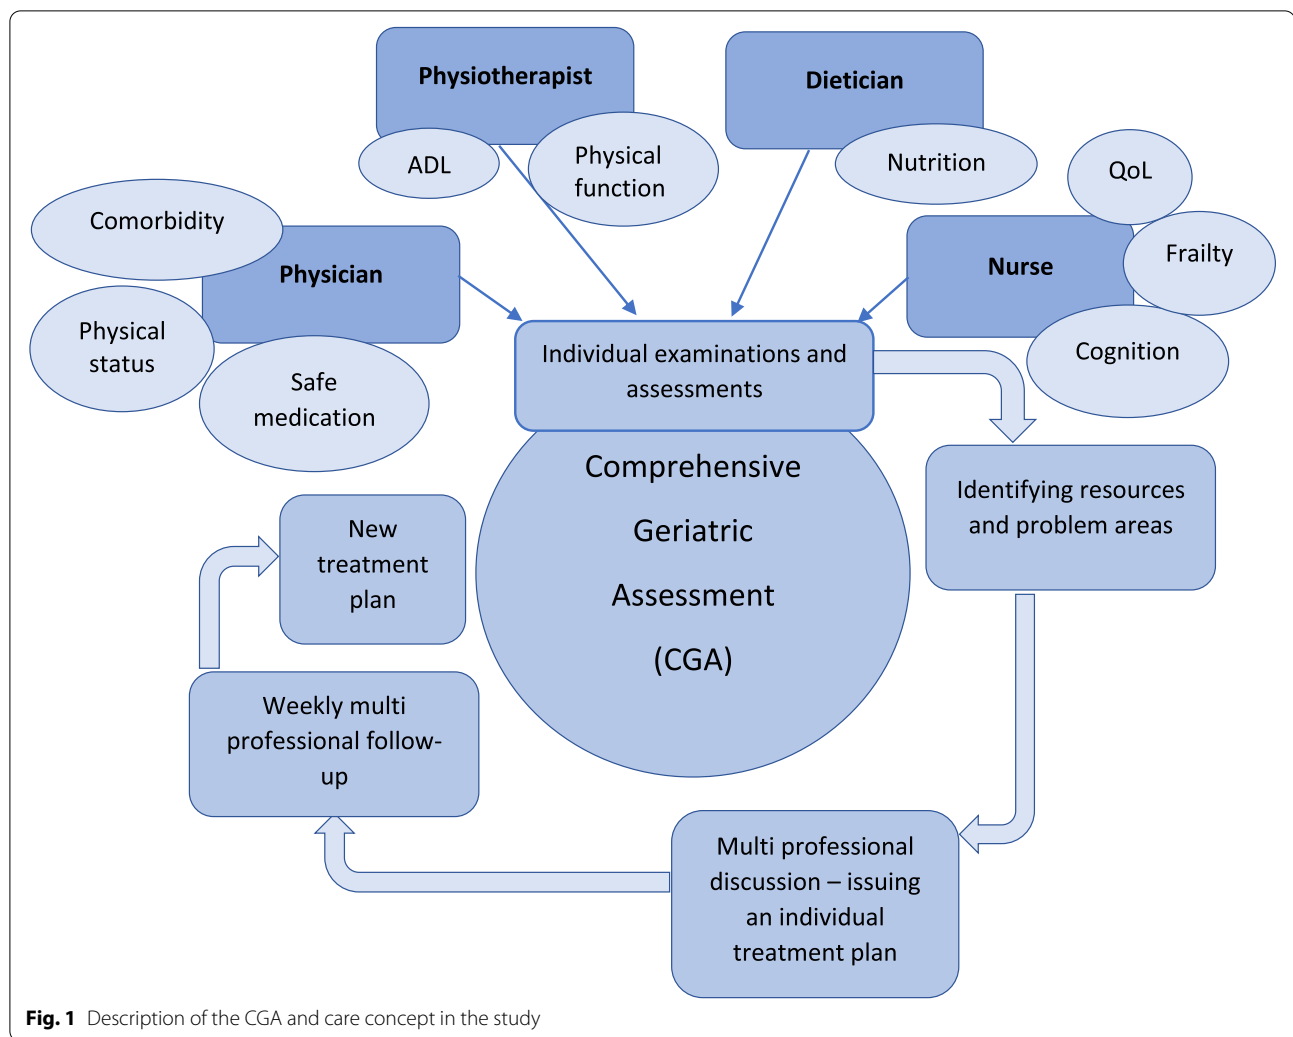 Physiotherapist
ADL
Physical
function
Dietician
Nutrition
Comorbidity
Physician
Physical
status
Safe
medication
QoL
Nurse
Frailty
Cognition
Individual examinations and
assessments
Comprehensive
Geriatric
Assessment
(CGA)
Identifying resources
and problem areas
Multi professional
discussion – issuing
an individual
treatment plan
Weekly multi
professional follow-
up
New
treatment
plan
Fig. 1 Description of the CGA and care concept in the study